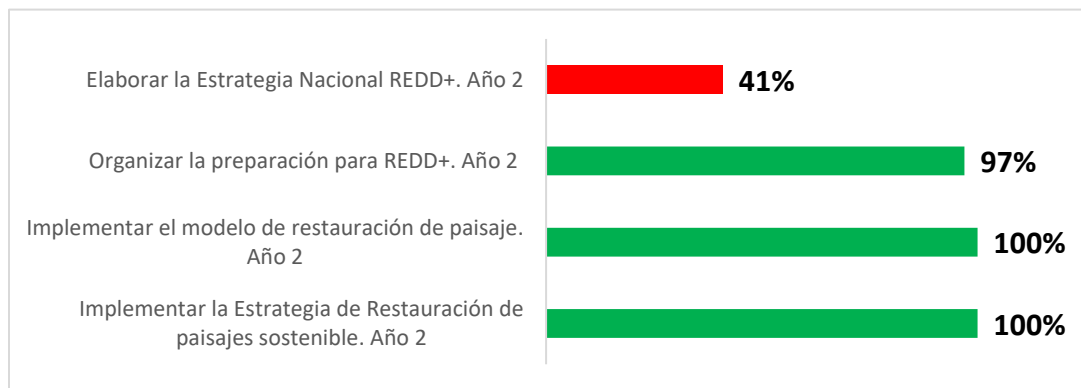 Elaborar la Estrategia Nacional REDD+. Año 2
41%
Organizar la preparación para REDD+. Año 2
97%
Implementar el modelo de restauración de paisaje.
Año 2
100%
Implementar la Estrategia de Restauración de
paisajes sostenible. Año 2
100%